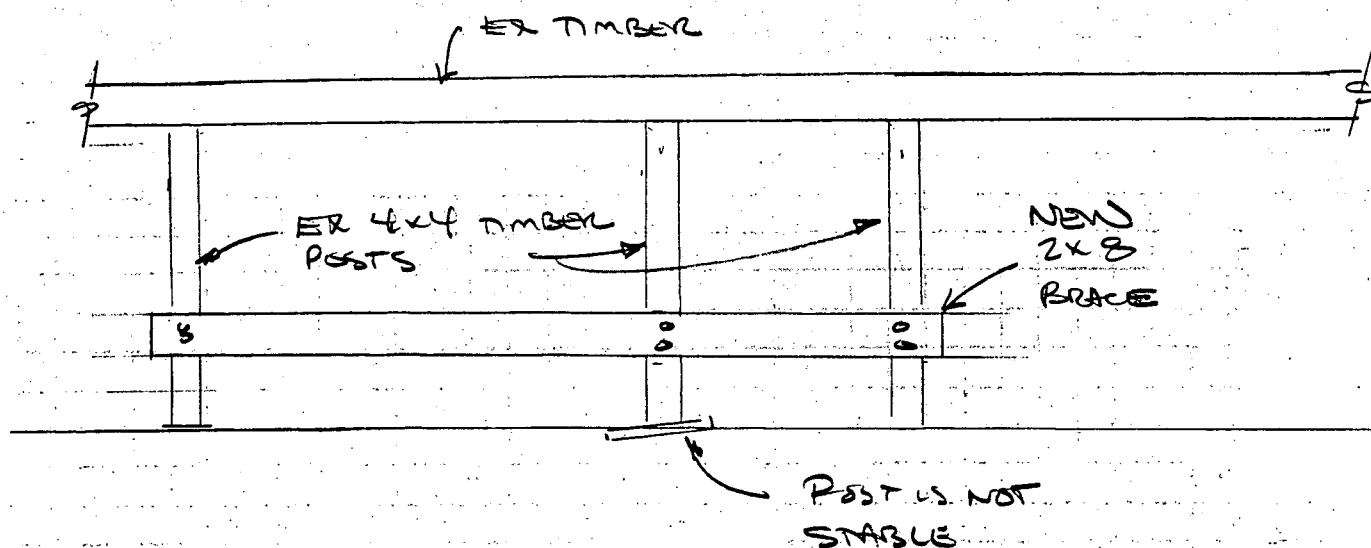 EX TIMBER
EX 4x4 TIMBER
POSTS
NEW
2x8
BRACE
POST IS NOT
STABLE